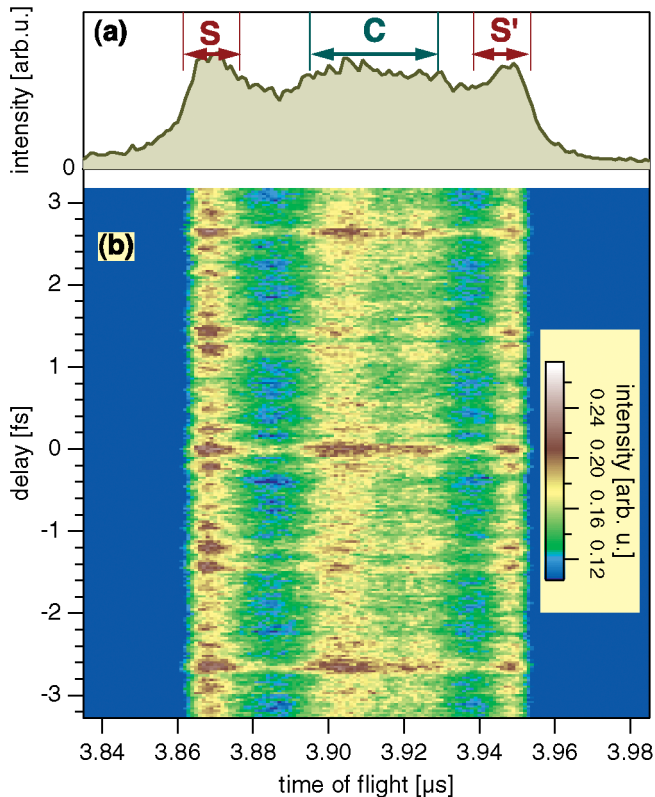 (a)
S
C
S'
intensity [arb.u.]
0
(b)
3
2
1
0
-1
-2
-3
delay [fs]
intensity [arb. u.]
0.24
0.20
0.16
0.12
3.84 3.86 3.88 3.90 3.92 3.94 3.96 3.98
time of flight [µs]